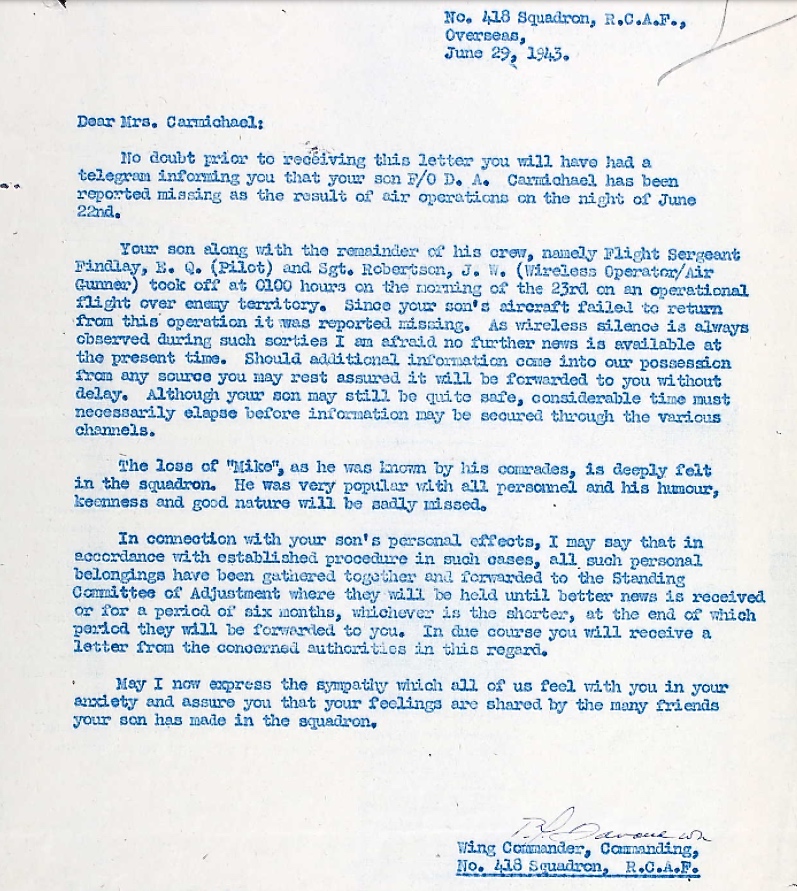 No. 418 Squadron, R.C.A.F.,
Overseas,
June 29, 1943.
Dear Mrs. Carmichael:
No doubt prior to receiving this letter you will have had a
telegram informing you that your son F/O D. A. Carmichael has been
reported missing as the result of air operations on the night of June
22nd.
Your son along with the remainder of his crew, namely Flight Sergeant
Findlay, E. Q. (Pilot) and Sgt. Robertson, J. W. (Wireless Operator/Air
Gunner) took off at 0100 hours on the morning of the 23rd on an operational
flight over enemy territory. Since your son's aircraft failed to return
from this operation it was reported missing. As wireless silence is always
observed during such sorties I am afraid no further news is available at
the present time. Should additional information come into our possession
from any source you may rest assured it will be forwarded to you without
delay. Although your son may still be quite safe, considerable time must
necessarily elapse before information may be secured through the various
channels.
The loss of "Mike", as he was known by his comrades, is deeply felt
in the squadron. He was very popular with all personnel and his humour,
keenness and good nature will be sadly missed.
In connection with your son's personal effects, I may say that in
accordance with established procedure in such cases, all such personal
belongings have been gathered together and forwarded to the Standing
Committee of Adjustment where they will be held until better news is received
or for a period of six months, whichever is the shorter, at the end of which
period they will be forwarded to you. In due course you will receive a
letter from the concerned authorities in this regard.
May I now express the sympathy which all of us feel with you in your
anxiety and assure you that your feelings are shared by the many friends
your son has made in the squadron.
Wing Commander, Commanding,
No. 418 Squadron, R.C.A.F.